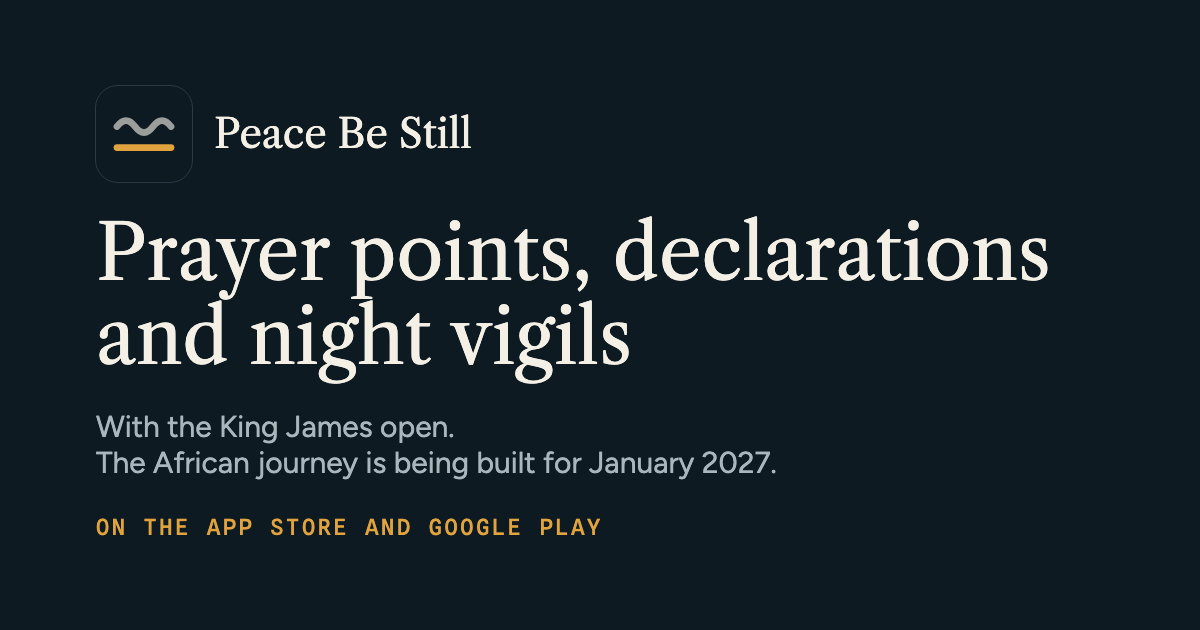 Peace Be Still
Prayer points, declarations
and night vigils
With the King James open.
The African journey is being built for January 2027.
ON THE APP STORE AND GOOGLE PLAY